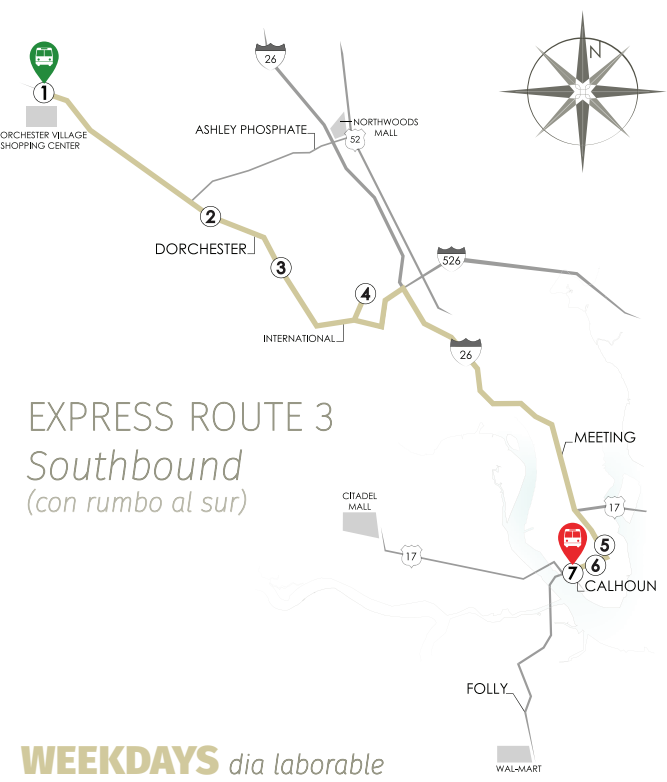 N
26
1
NORTHWOODS
MALL
ASHLEY PHOSPHATE
52
ORCHESTER VILLAGE
SHOPPING CENTER
2
DORCHESTER
3
526
4
INTERNATIONAL
26
EXPRESS ROUTE 3
Southbound
(con rumbo al sur)
MEETING
CITADEL
MALL
17
17
5
6
7
CALHOUN
FOLLY
WAL-MART
WEEKDAYS dia laborable